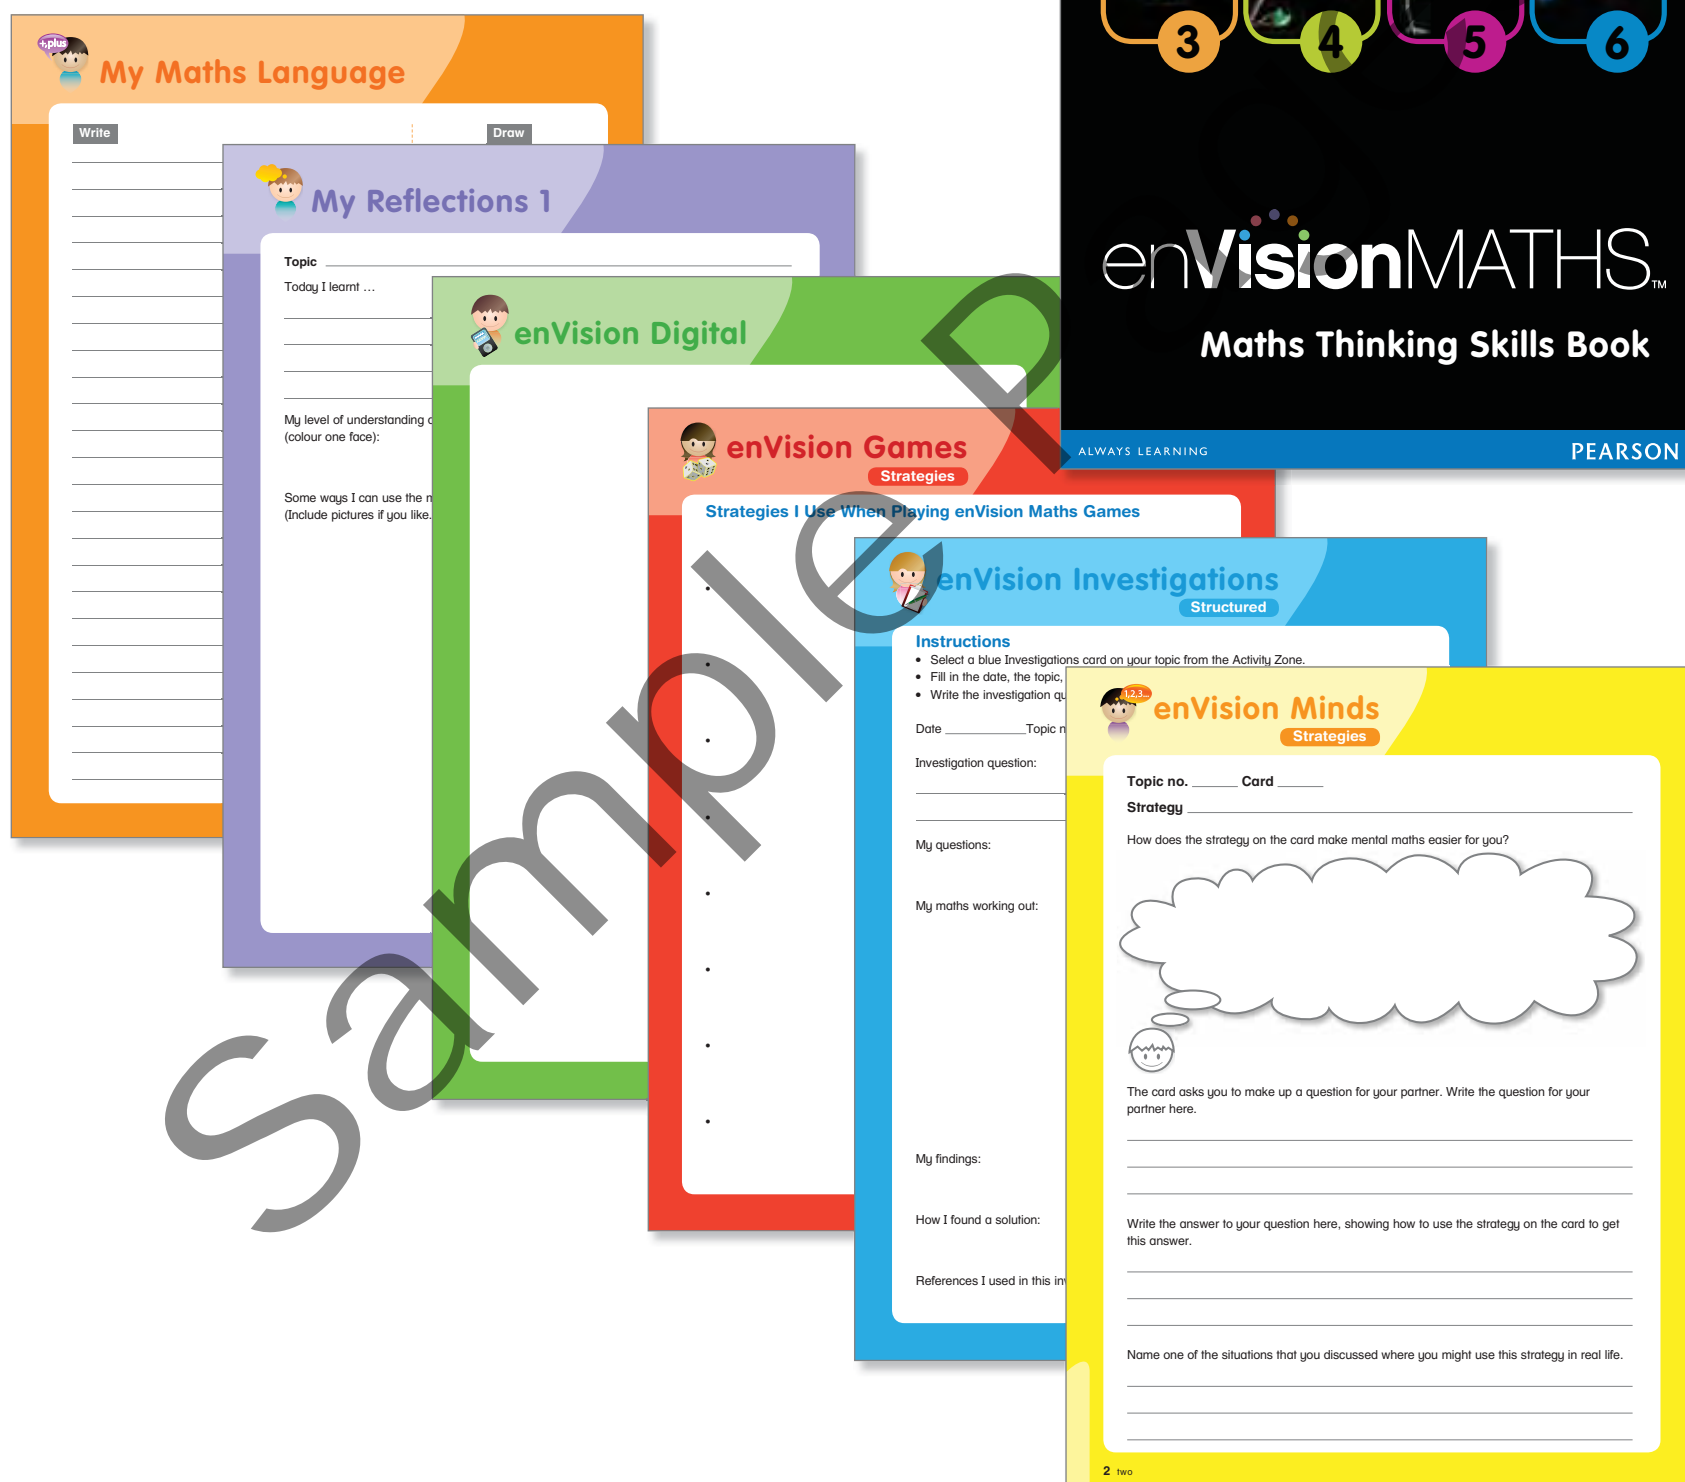 +,plus
My Maths Language
Write
Draw
My Reflections 1
Topic
Today I learnt ...
My level of understanding
(colour one face):
Some ways I can use the
(Include pictures if you like.
enVision Digital
enVision Games
Strategies
Strategies I Use When Playing enVision Maths Games
•
•
•
•
•
•
•
•
enVision Investigations
Structured
Instructions
• Select a blue Investigations card on your topic from the Activity Zone.
• Fill in the date, the topic,
• Write the investigation
Date Topic
Investigation question:
My questions:
My maths working out:
My findings:
How I found a solution:
References I used in this
1,2,3...
enVision Minds
Strategies
Topic no. Card
Strategy
How does the strategy on the card make mental maths easier for you?
The card asks you to make up a question for your partner. Write the question for your
partner here.
Write the answer to your question here, showing how to use the strategy on the card to get
this answer.
Name one of the situations that you discussed where you might use this strategy in real life.
2 two
3 4 5 6
enVisionMATHS™
Maths Thinking Skills Book
ALWAYS LEARNING
PEARSON
Sample